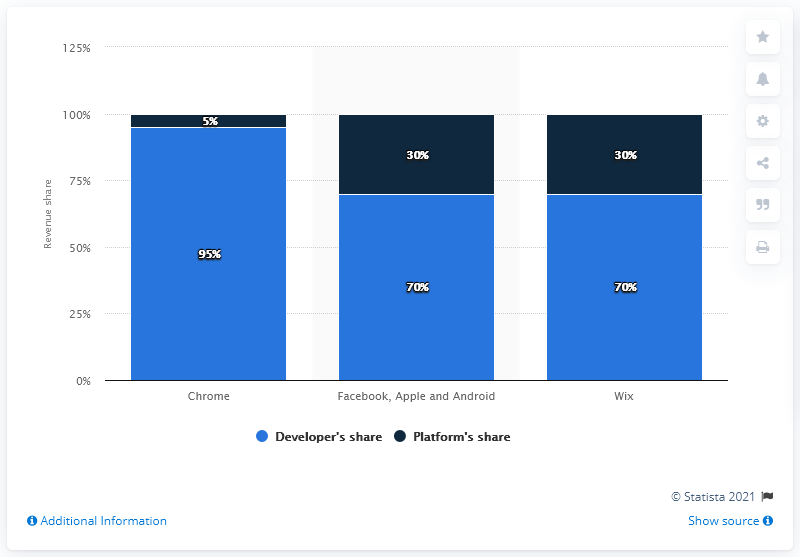 125%
100%
75%
50%
25%
0%
Revenue share
5%
95%
30%
70%
30%
70%
Chrome
Facebook, Apple and Android
Wix
Developer's share
Platform's share
© Statista 2021
Additional Information
Show source